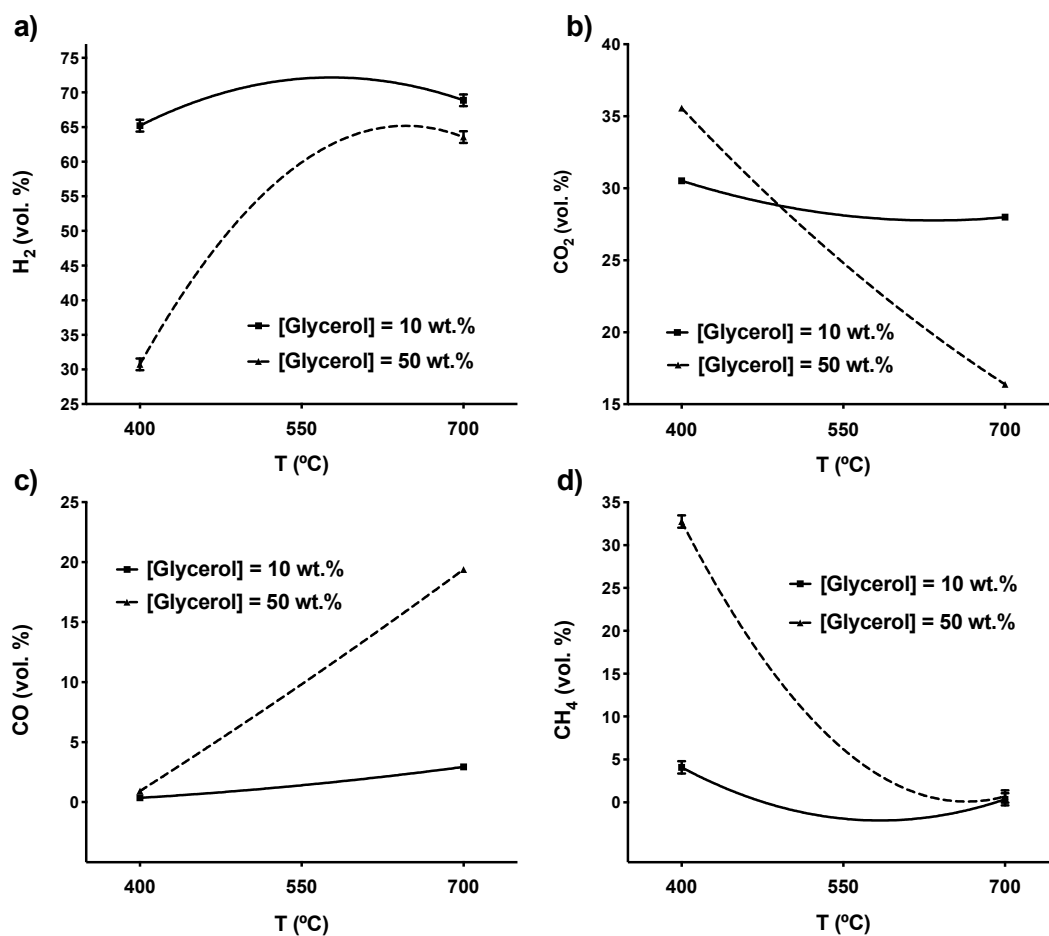 a)
H2 (vol. %)
75
70
65
60
55
50
45
40
35
30
25
[Glycerol] = 10 wt.%
[Glycerol] = 50 wt.%
400
550
700
T (ºC)
b)
CO2 (vol. %)
40
35
30
25
20
15
[Glycerol] = 10 wt.%
[Glycerol] = 50 wt.%
400
550
700
T (ºC)
c)
CO (vol. %)
25
20
15
10
5
0
[Glycerol] = 10 wt.%
[Glycerol] = 50 wt.%
400
550
700
T (ºC)
d)
CH4 (vol. %)
35
30
25
20
15
10
5
0
[Glycerol] = 10 wt.%
[Glycerol] = 50 wt.%
400
550
700
T (ºC)